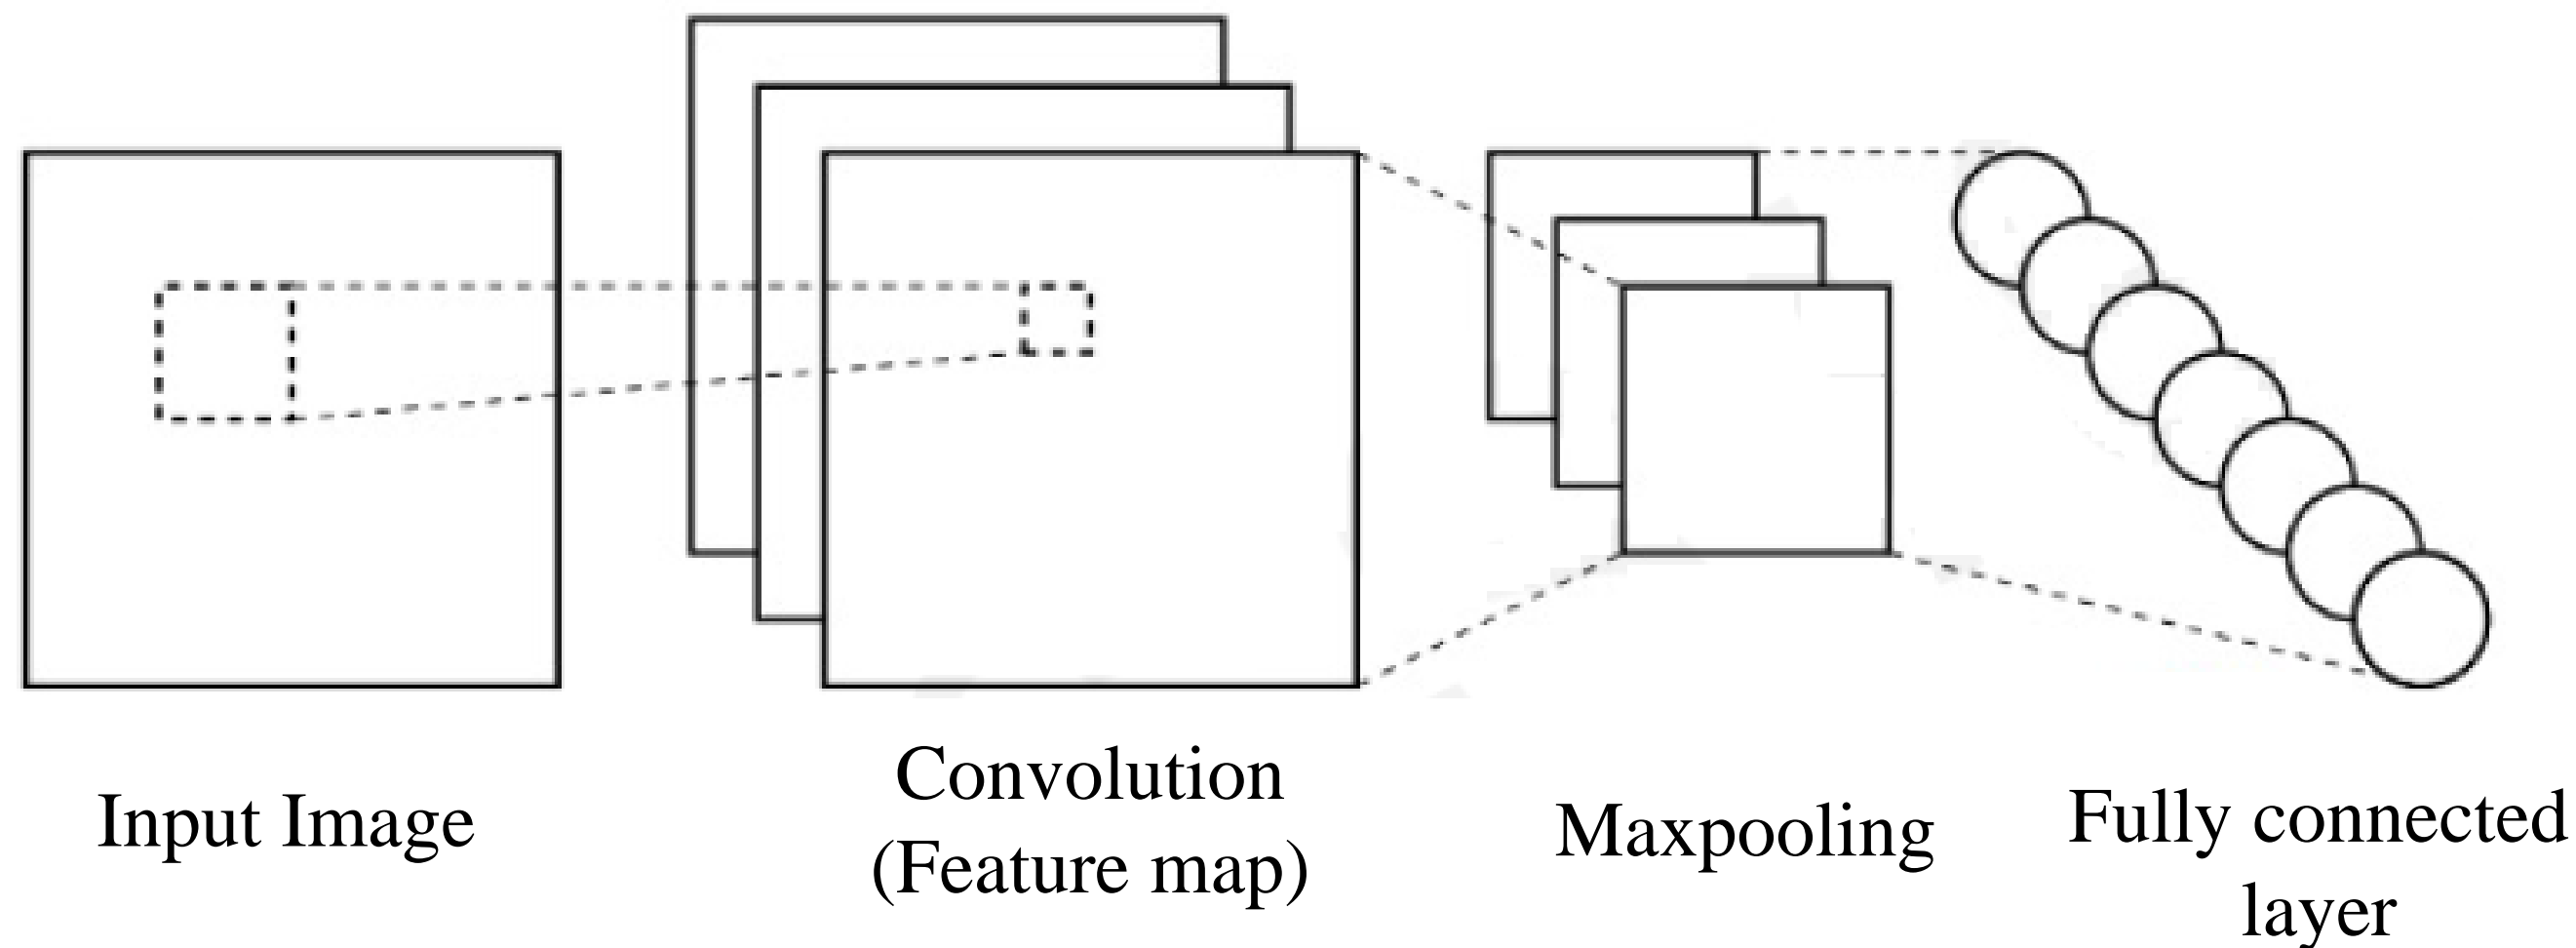 Input Image
Convolution
(Feature map)
Maxpooling
Fully connected
layer